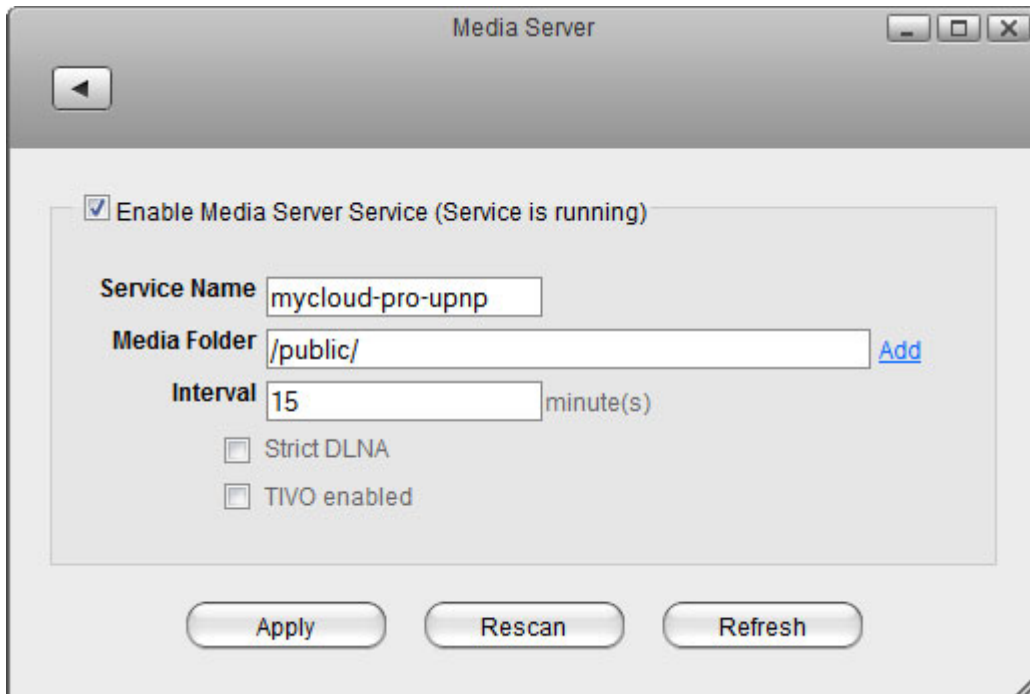 Media Server
Enable Media Server Service (Service is running)
Service Name mycloud-pro-upnp
Media Folder /public/ Add
Interval 15 minute(s)
Strict DLNA
TIVO enabled
Apply Rescan Refresh